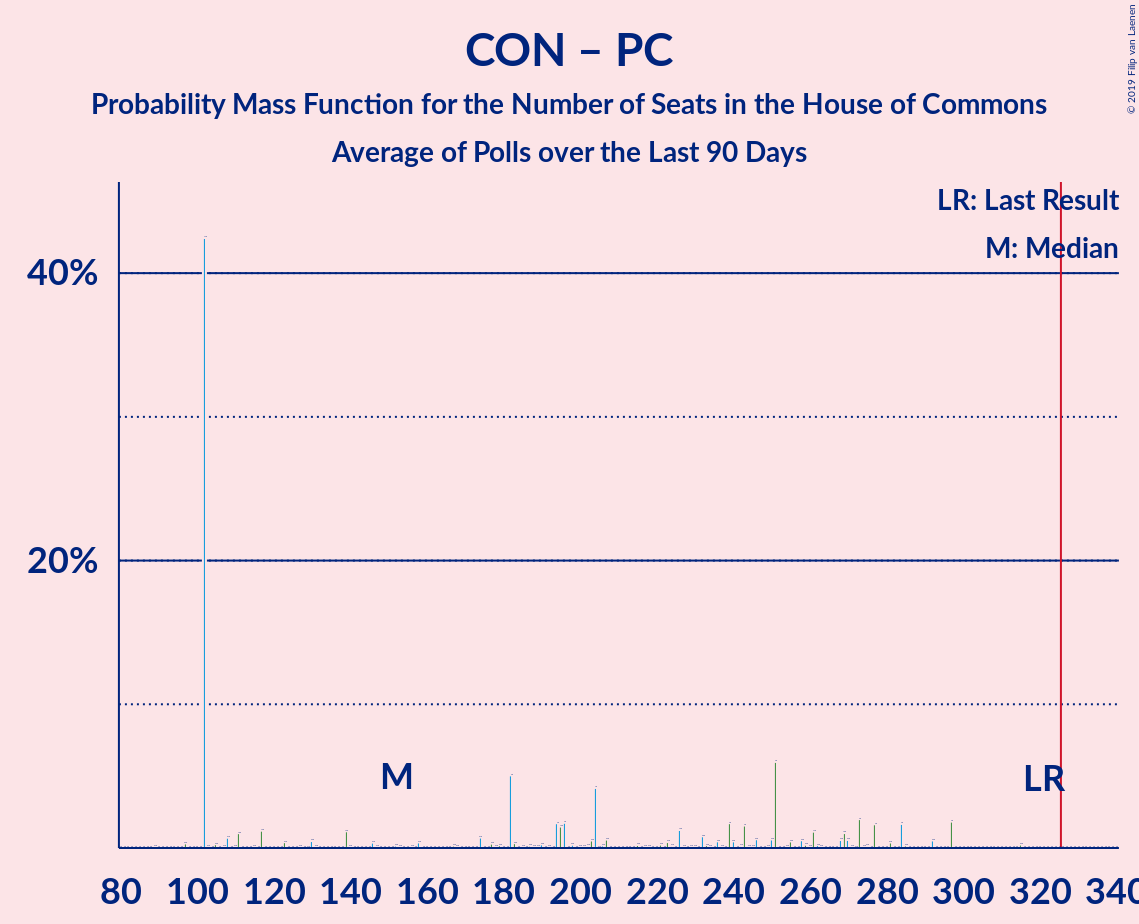 CON – PC
Probability Mass Function for the Number of Seats in the House of Commons
Average of Polls over the Last 90 Days
© 2019 Filip van Laenen
LR: Last Result
M: Median
40%
20%
M
LR
80 100 120 140 160 180 200 220 240 260 280 300 320 340